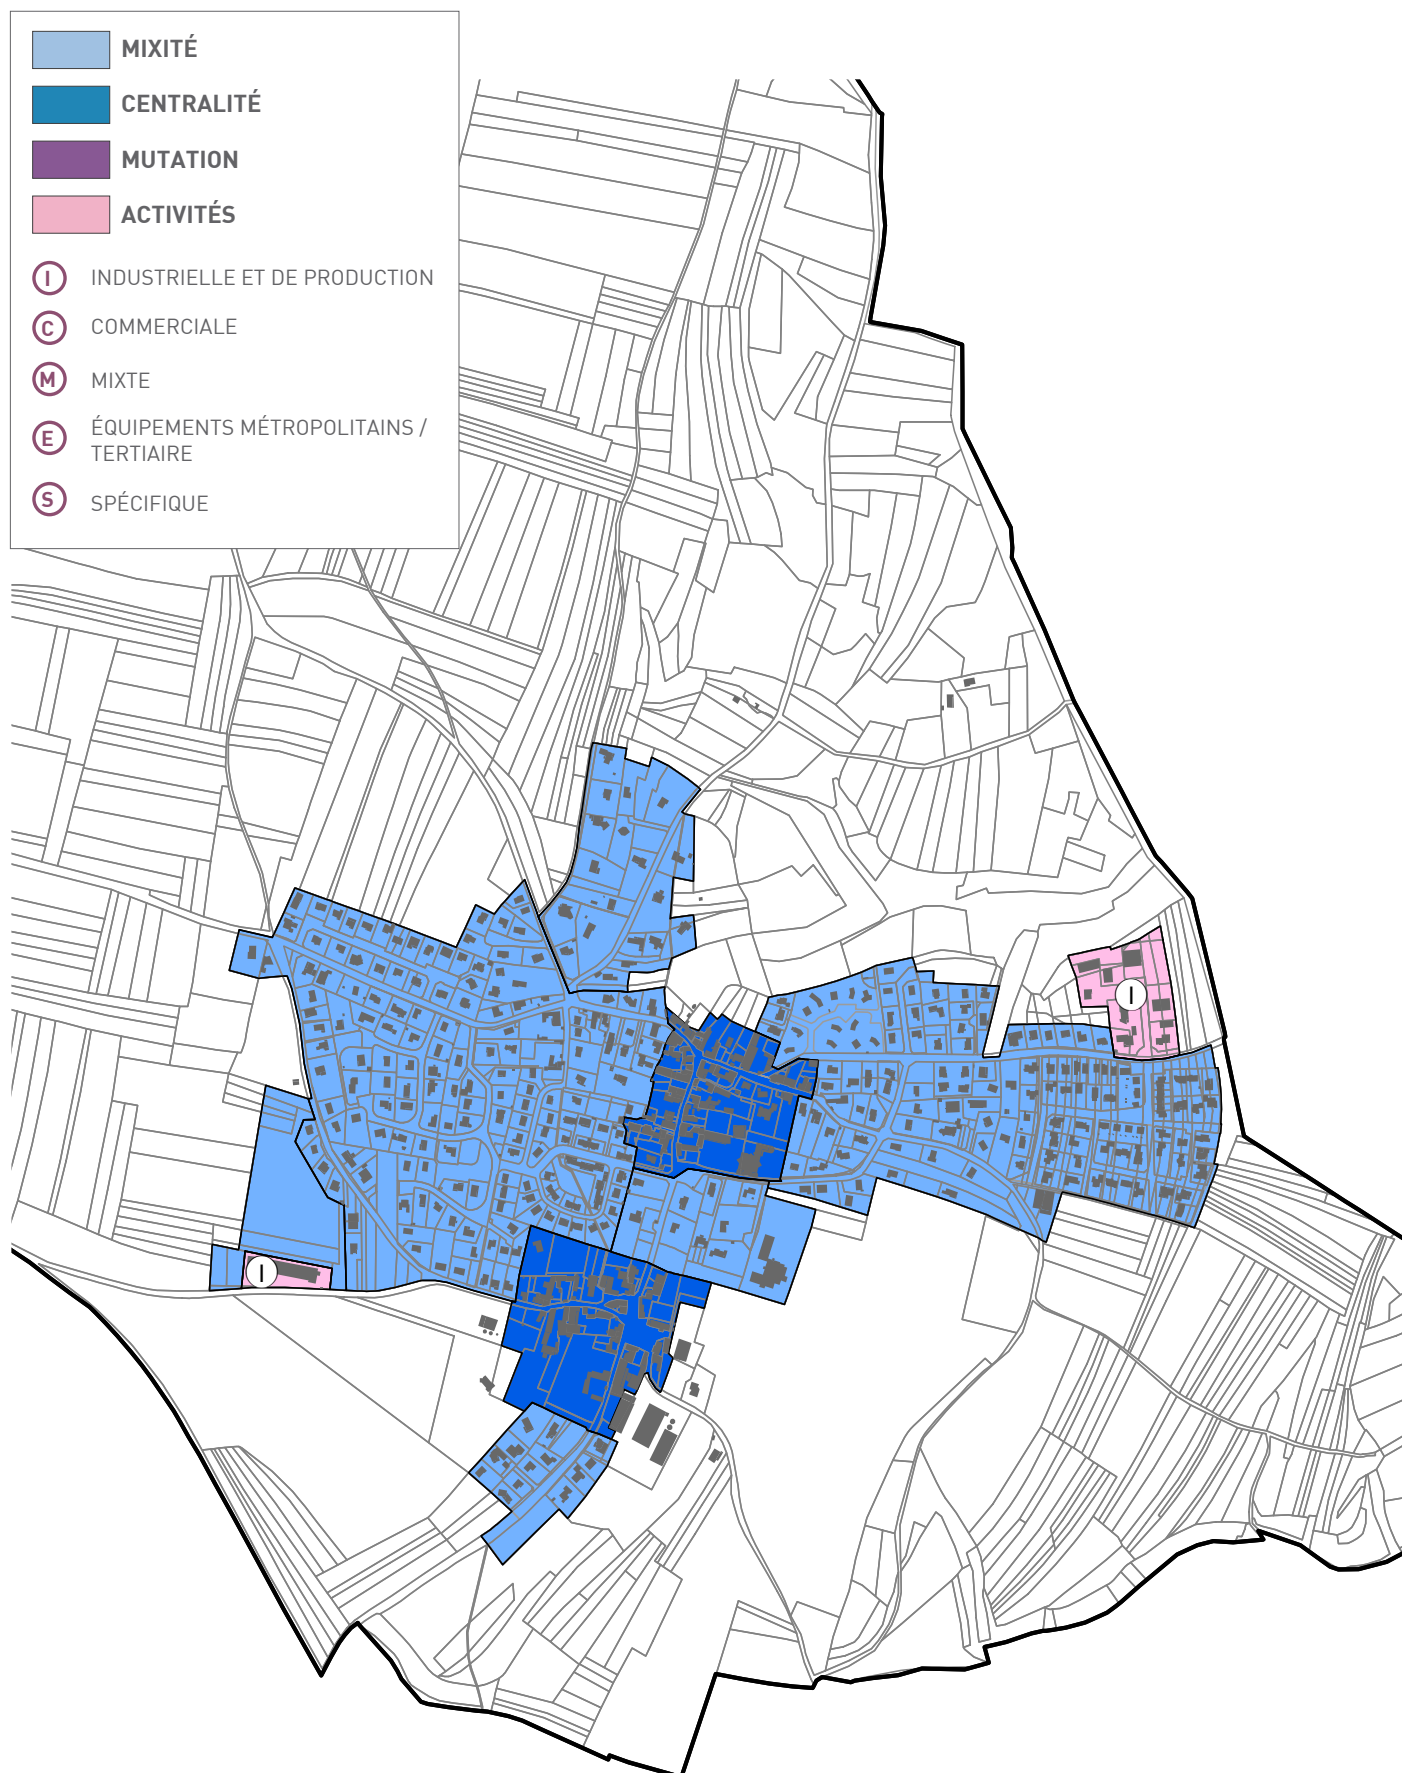 MIXITÉ
CENTRALITÉ
MUTATION
ACTIVITÉS
I INDUSTRIELLE ET DE PRODUCTION
C COMMERCIALE
M MIXTE
E ÉQUIPEMENTS MÉTROPOLITAINS /
TERTIAIRE
S SPÉCIFIQUE
I
I